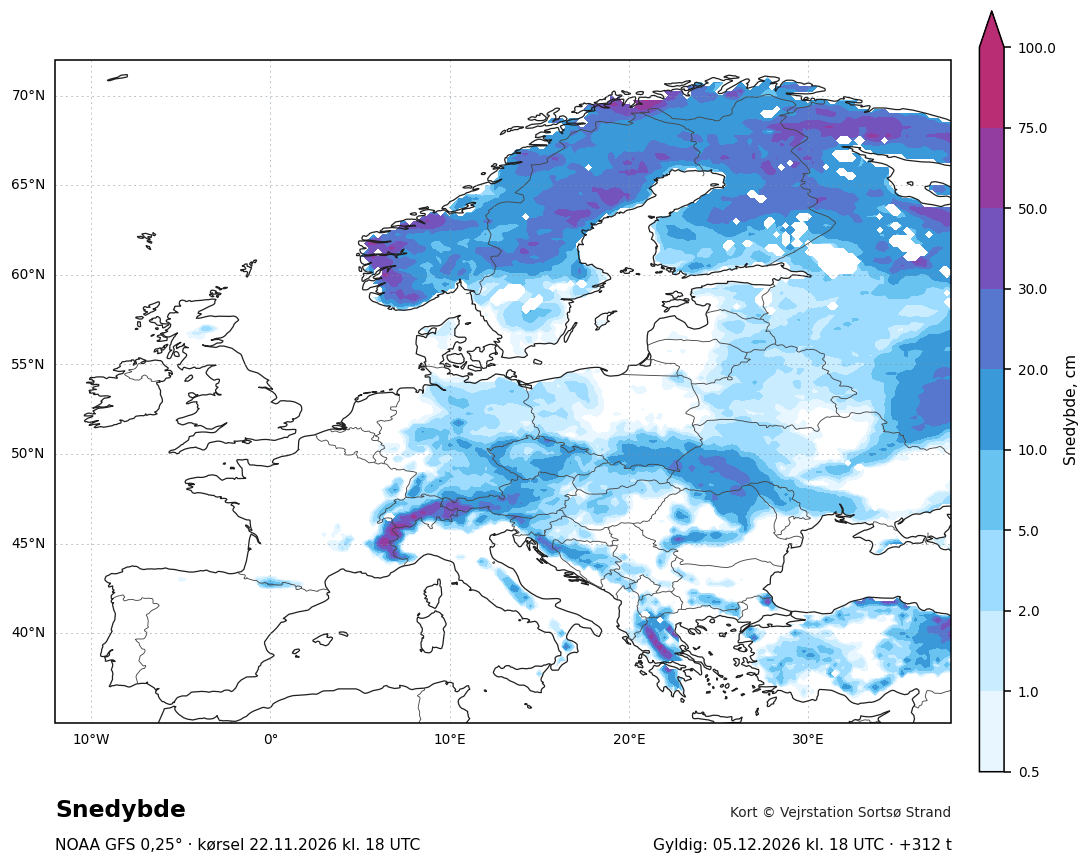 100.0
75.0
50.0
30.0
20.0
10.0
5.0
2.0
1.0
0.5
Snedybde, cm
70°N
65°N
60°N
55°N
50°N
45°N
40°N
10°W
0°
10°E
20°E
30°E
Snedybde
Kort © Vejrstation Sortsø Strand
NOAA GFS 0,25° · kørsel 22.11.2026 kl. 18 UTC
Gyldig: 05.12.2026 kl. 18 UTC · +312 t